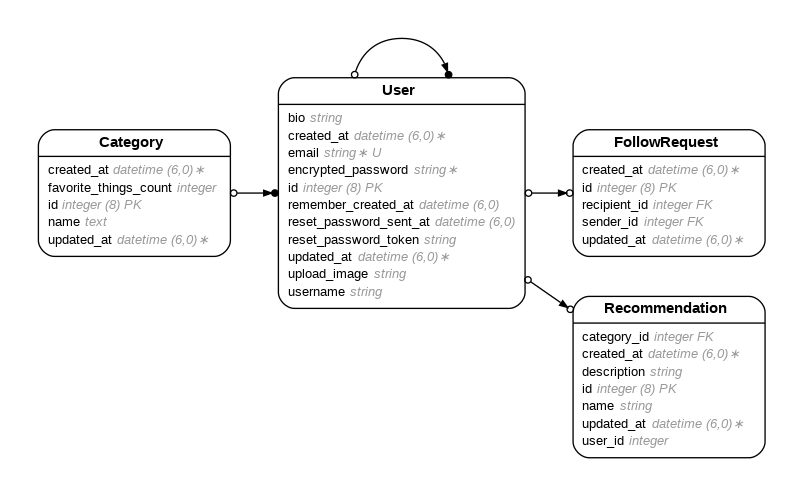 Category
created_at datetime (6,0)∗
favorite_things_count integer
id integer (8) PK
name text
updated_at datetime (6,0)∗
User
bio string
created_at datetime (6,0)∗
email string∗ U
encrypted_password string∗
id integer (8) PK
remember_created_at datetime (6,0)
reset_password_sent_at datetime (6,0)
reset_password_token string
updated_at datetime (6,0)∗
upload_image string
username string
FollowRequest
created_at datetime (6,0)∗
id integer (8) PK
recipient_id integer FK
sender_id integer FK
updated_at datetime (6,0)∗
Recommendation
category_id integer FK
created_at datetime (6,0)∗
description string
id integer (8) PK
name string
updated_at datetime (6,0)∗
user_id integer